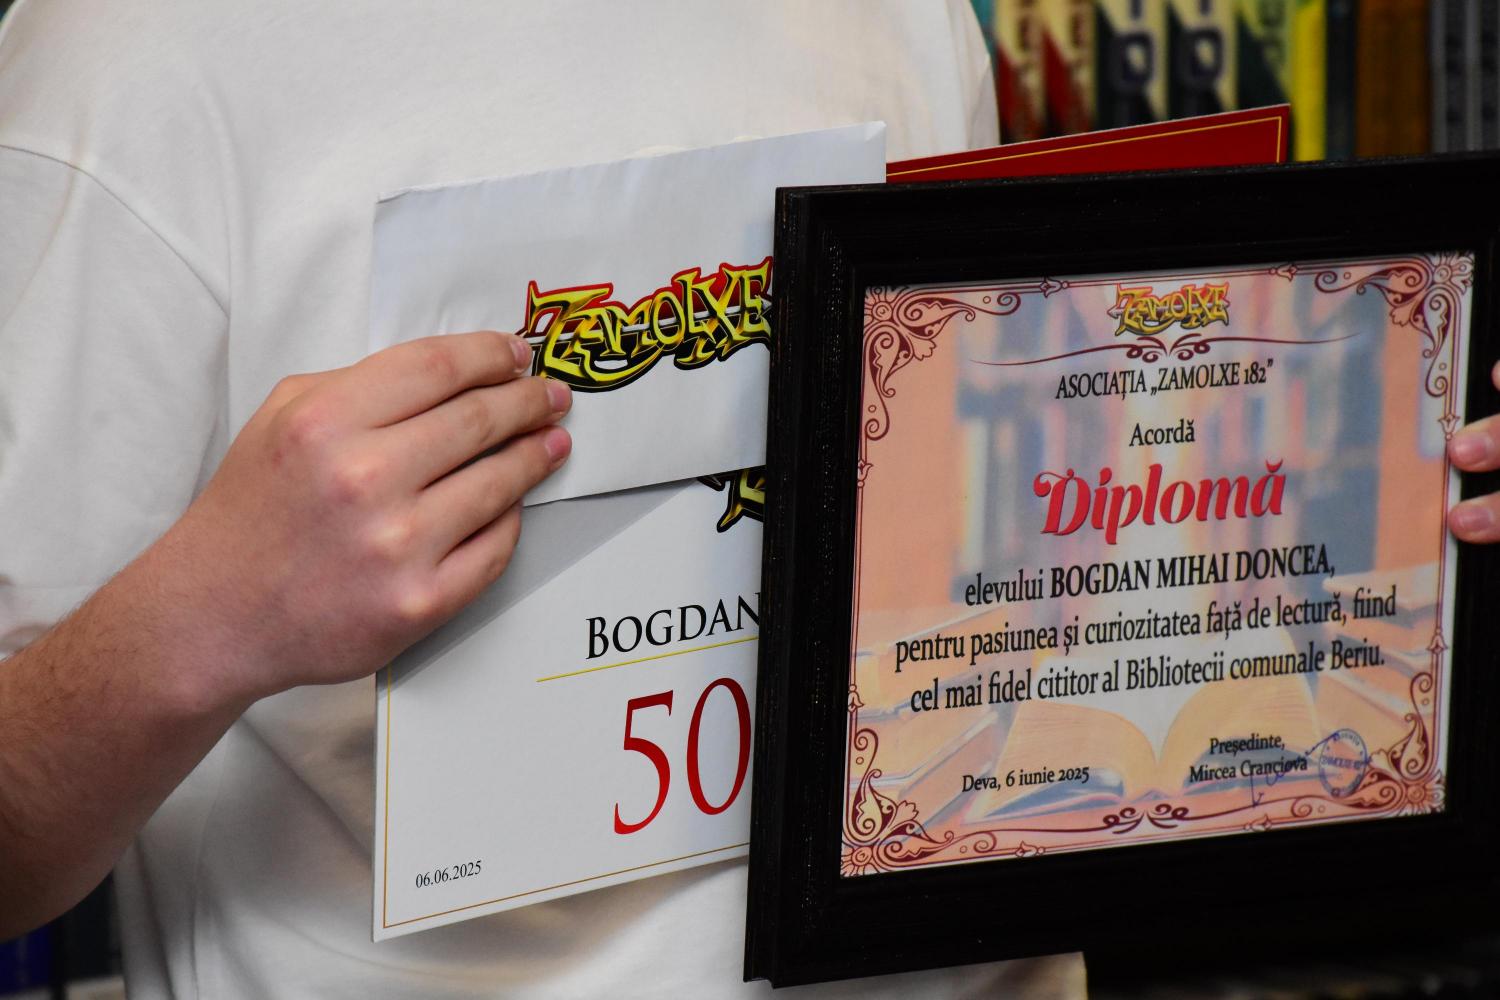 ZAMOLXE
BOGDAN
50
06.06.2025
ZAMOLXE
ASOCIAȚIA „ZAMOLXE 182”
Acordă
Diplomă
elevului BOGDAN MIHAI DONCEA,
pentru pasiunea și curiozitatea față de lectură, fiind
cel mai fidel cititor al Bibliotecii comunale Beriu.
Deva, 6 iunie 2025
Președinte,
Mircea Cranciova